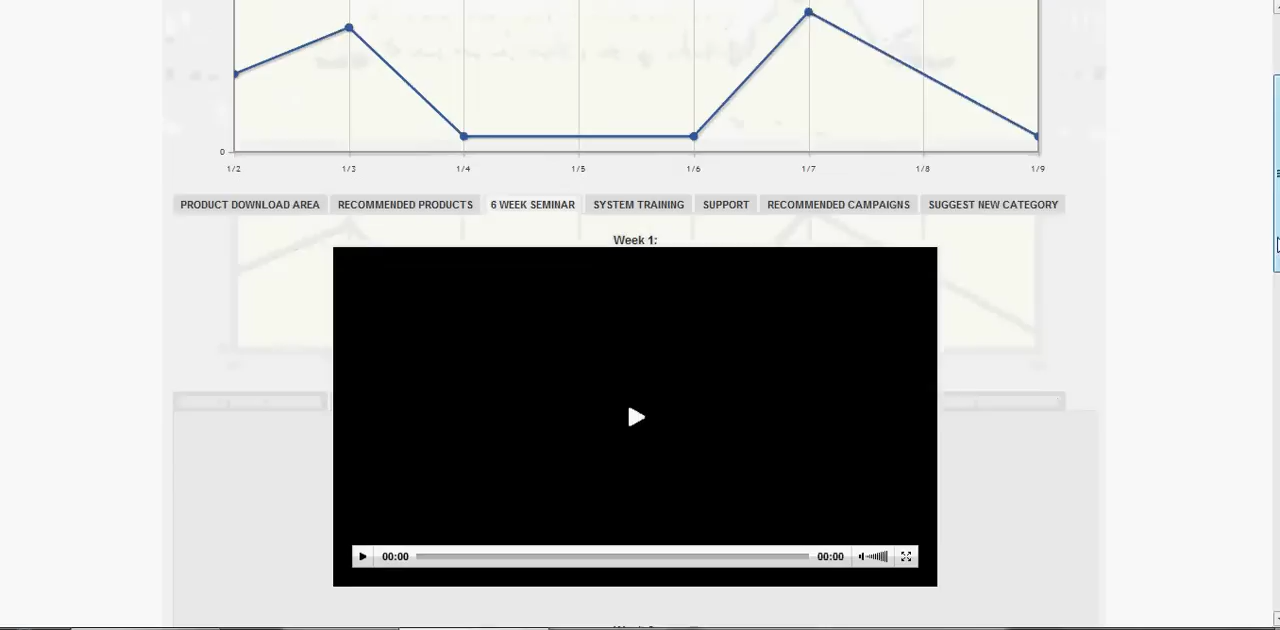 0
1/2 1/3 1/4 1/5 1/6 1/7 1/8 1/9
PRODUCT DOWNLOAD AREA RECOMMENDED PRODUCTS 6 WEEK SEMINAR SYSTEM TRAINING SUPPORT RECOMMENDED CAMPAIGNS SUGGEST NEW CATEGORY
Week 1:
00:00 00:00